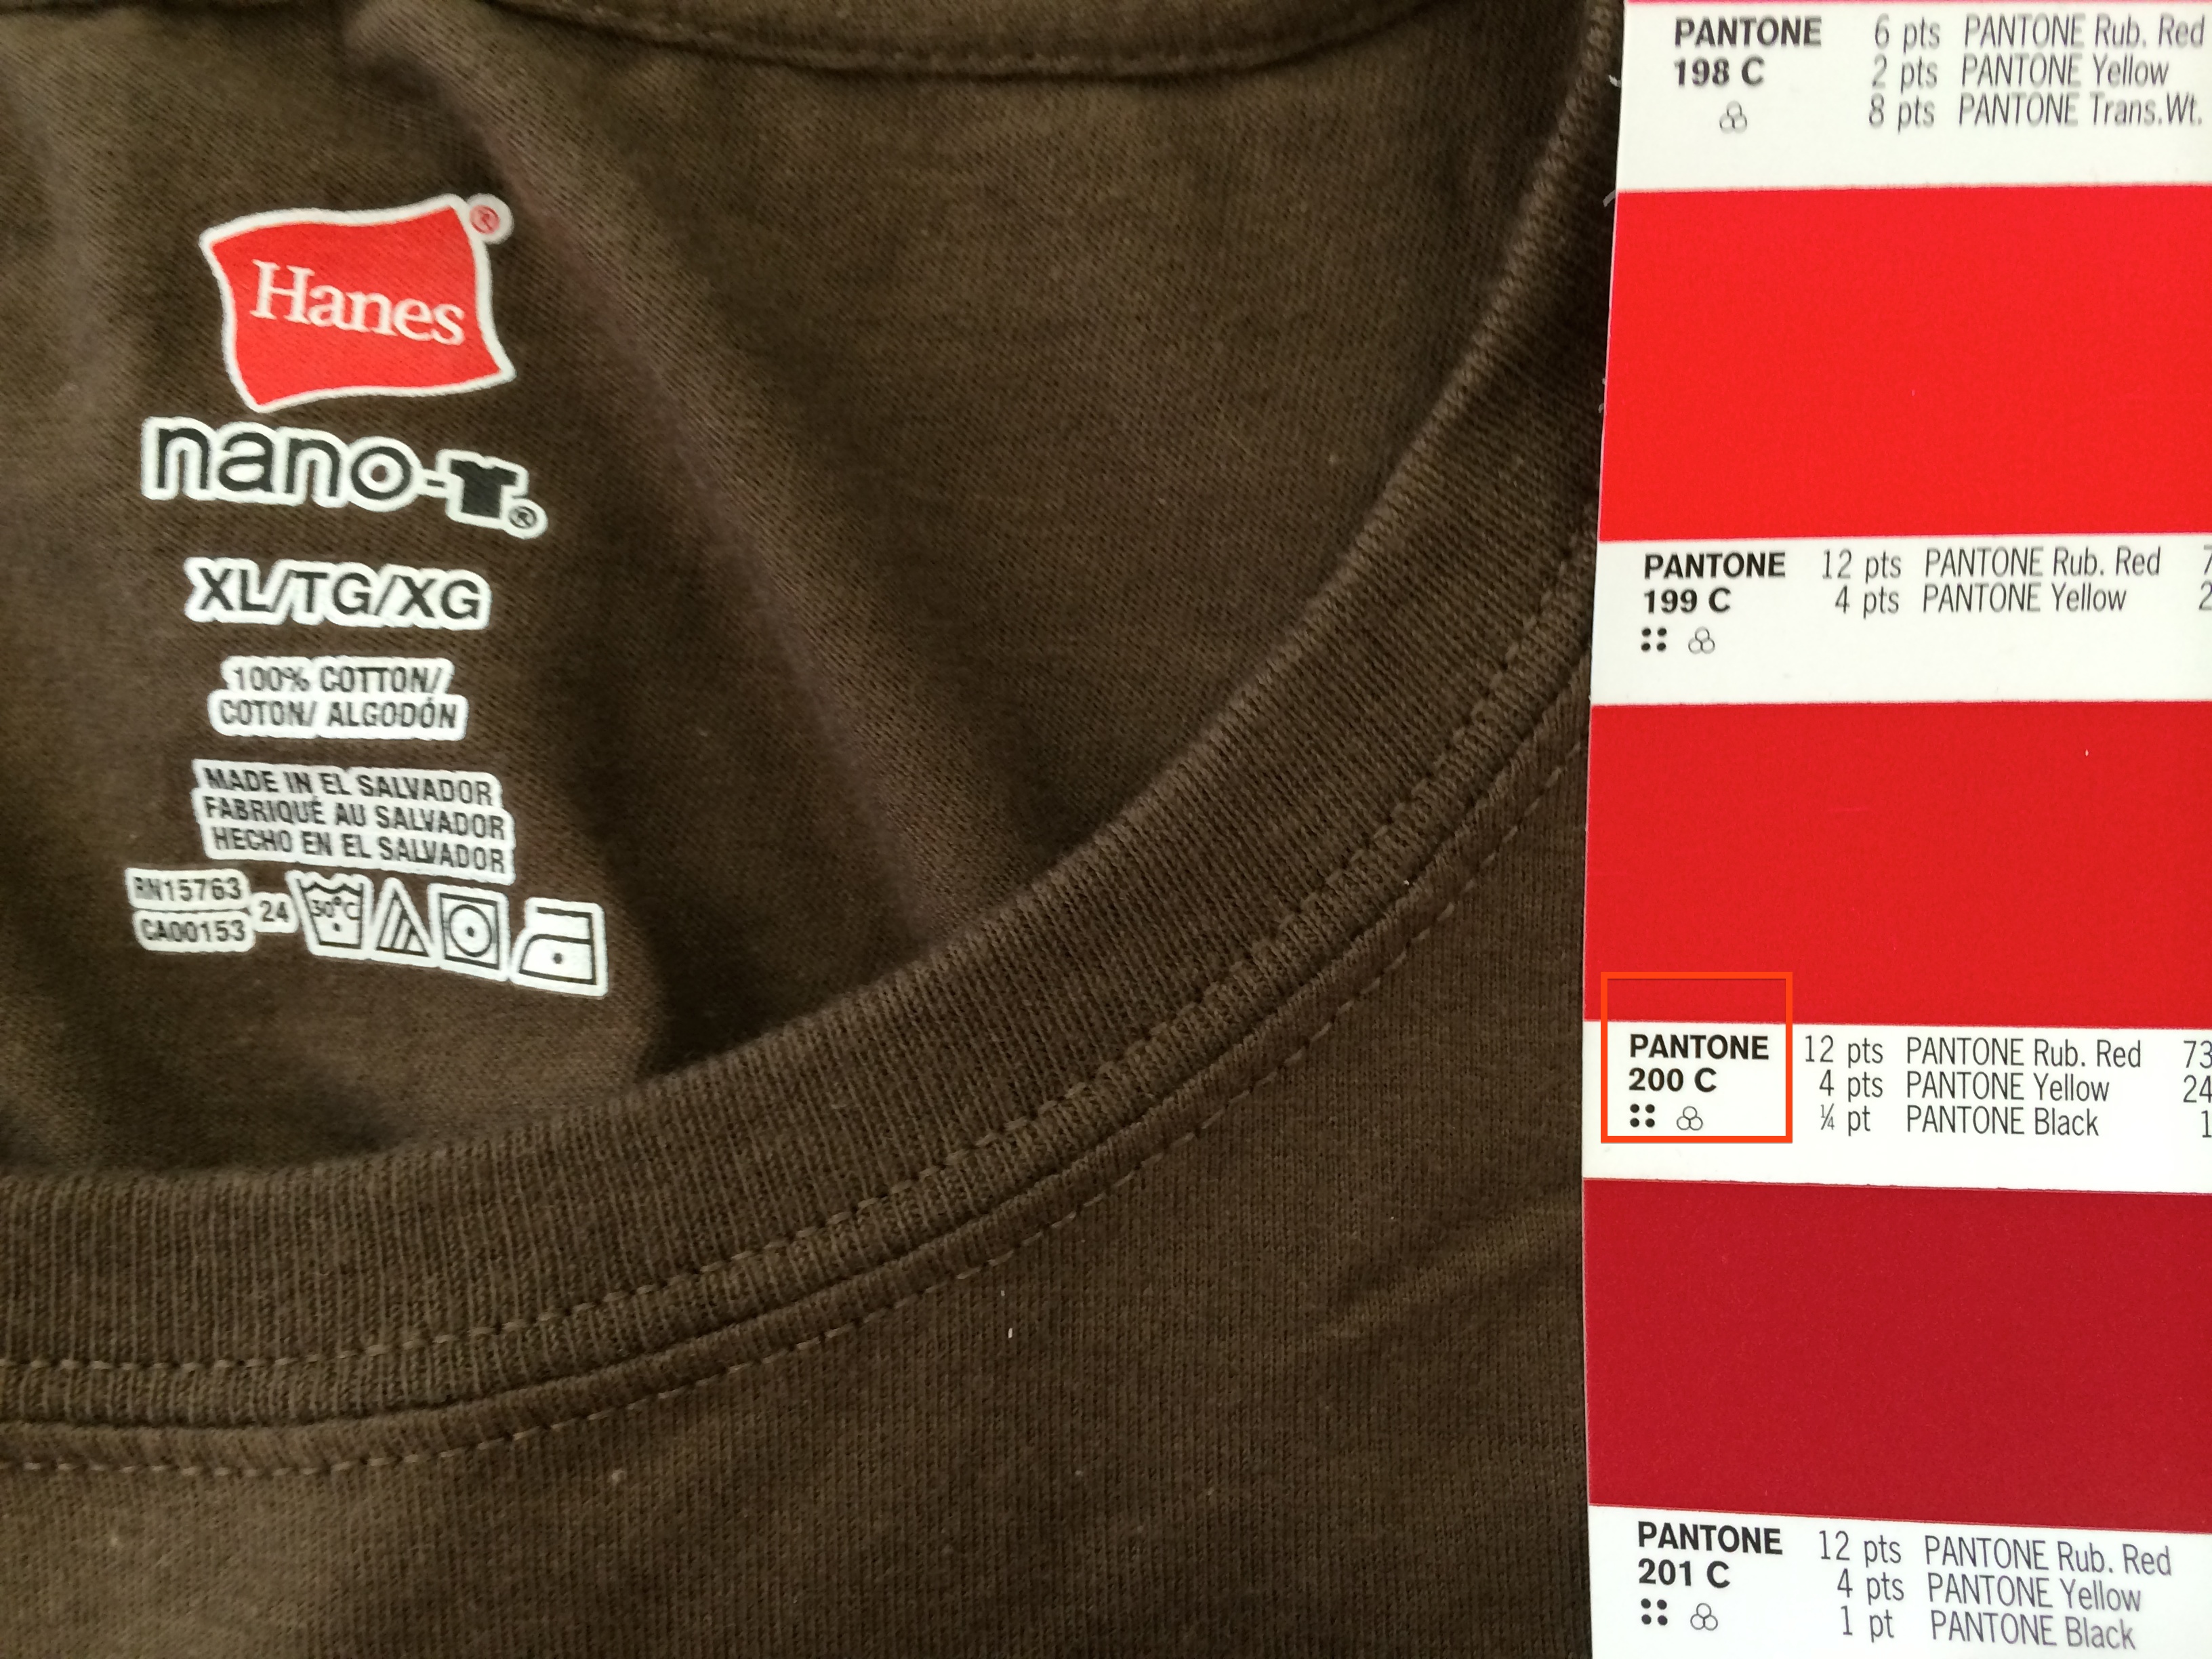 Hanes®
nano-T®
XL/TG/XG
100% COTTON/
COTON/ ALGODÓN
MADE IN EL SALVADOR
FABRIQUÉ AU SALVADOR
HECHO EN EL SALVADOR
RN15763
CA00153
24
30°C
PANTONE 6 pts PANTONE Rub. Red
198 C 2 pts PANTONE Yellow
8 pts PANTONE Trans.Wt.
PANTONE 12 pts PANTONE Rub. Red 7
199 C 4 pts PANTONE Yellow 2
PANTONE 12 pts PANTONE Rub. Red 73
200 C 4 pts PANTONE Yellow 24
¼ pt PANTONE Black 1
PANTONE 12 pts PANTONE Rub. Red
201 C 4 pts PANTONE Yellow
1 pt PANTONE Black